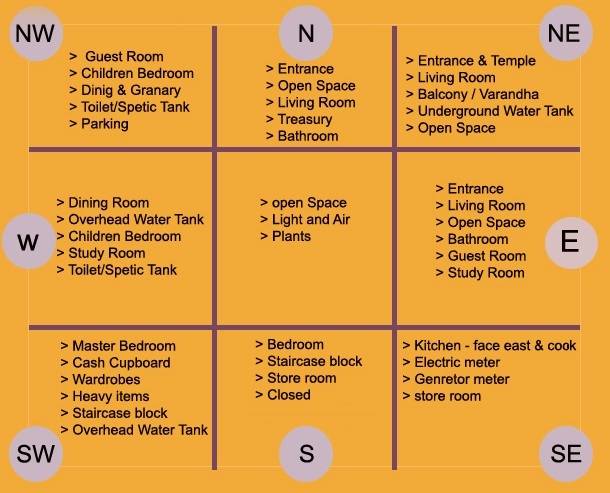 NW
> Guest Room
> Children Bedroom
> Dinig & Granary
> Toilet/Spetic Tank
> Parking
N
> Entrance
> Open Space
> Living Room
> Treasury
> Bathroom
NE
> Entrance & Temple
> Living Room
> Balcony / Varandha
> Underground Water Tank
> Open Space
w
> Dining Room
> Overhead Water Tank
> Children Bedroom
> Study Room
> Toilet/Spetic Tank
> open Space
> Light and Air
> Plants
E
> Entrance
> Living Room
> Open Space
> Bathroom
> Guest Room
> Study Room
> Master Bedroom
> Cash Cupboard
> Wardrobes
> Heavy items
> Staircase block
> Overhead Water Tank
SW
> Bedroom
> Staircase block
> Store room
> Closed
S
> Kitchen - face east & cook
> Electric meter
> Genretor meter
> store room
SE